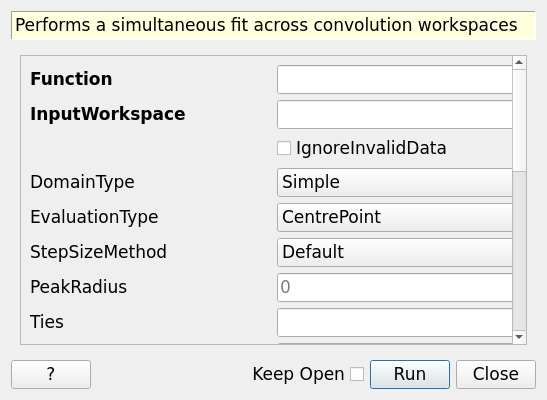 Performs a simultaneous fit across convolution workspaces
Function
InputWorkspace
IgnoreInvalidData
DomainType Simple
EvaluationType CentrePoint
StepSizeMethod Default
PeakRadius 0
Ties
? Keep Open Run Close